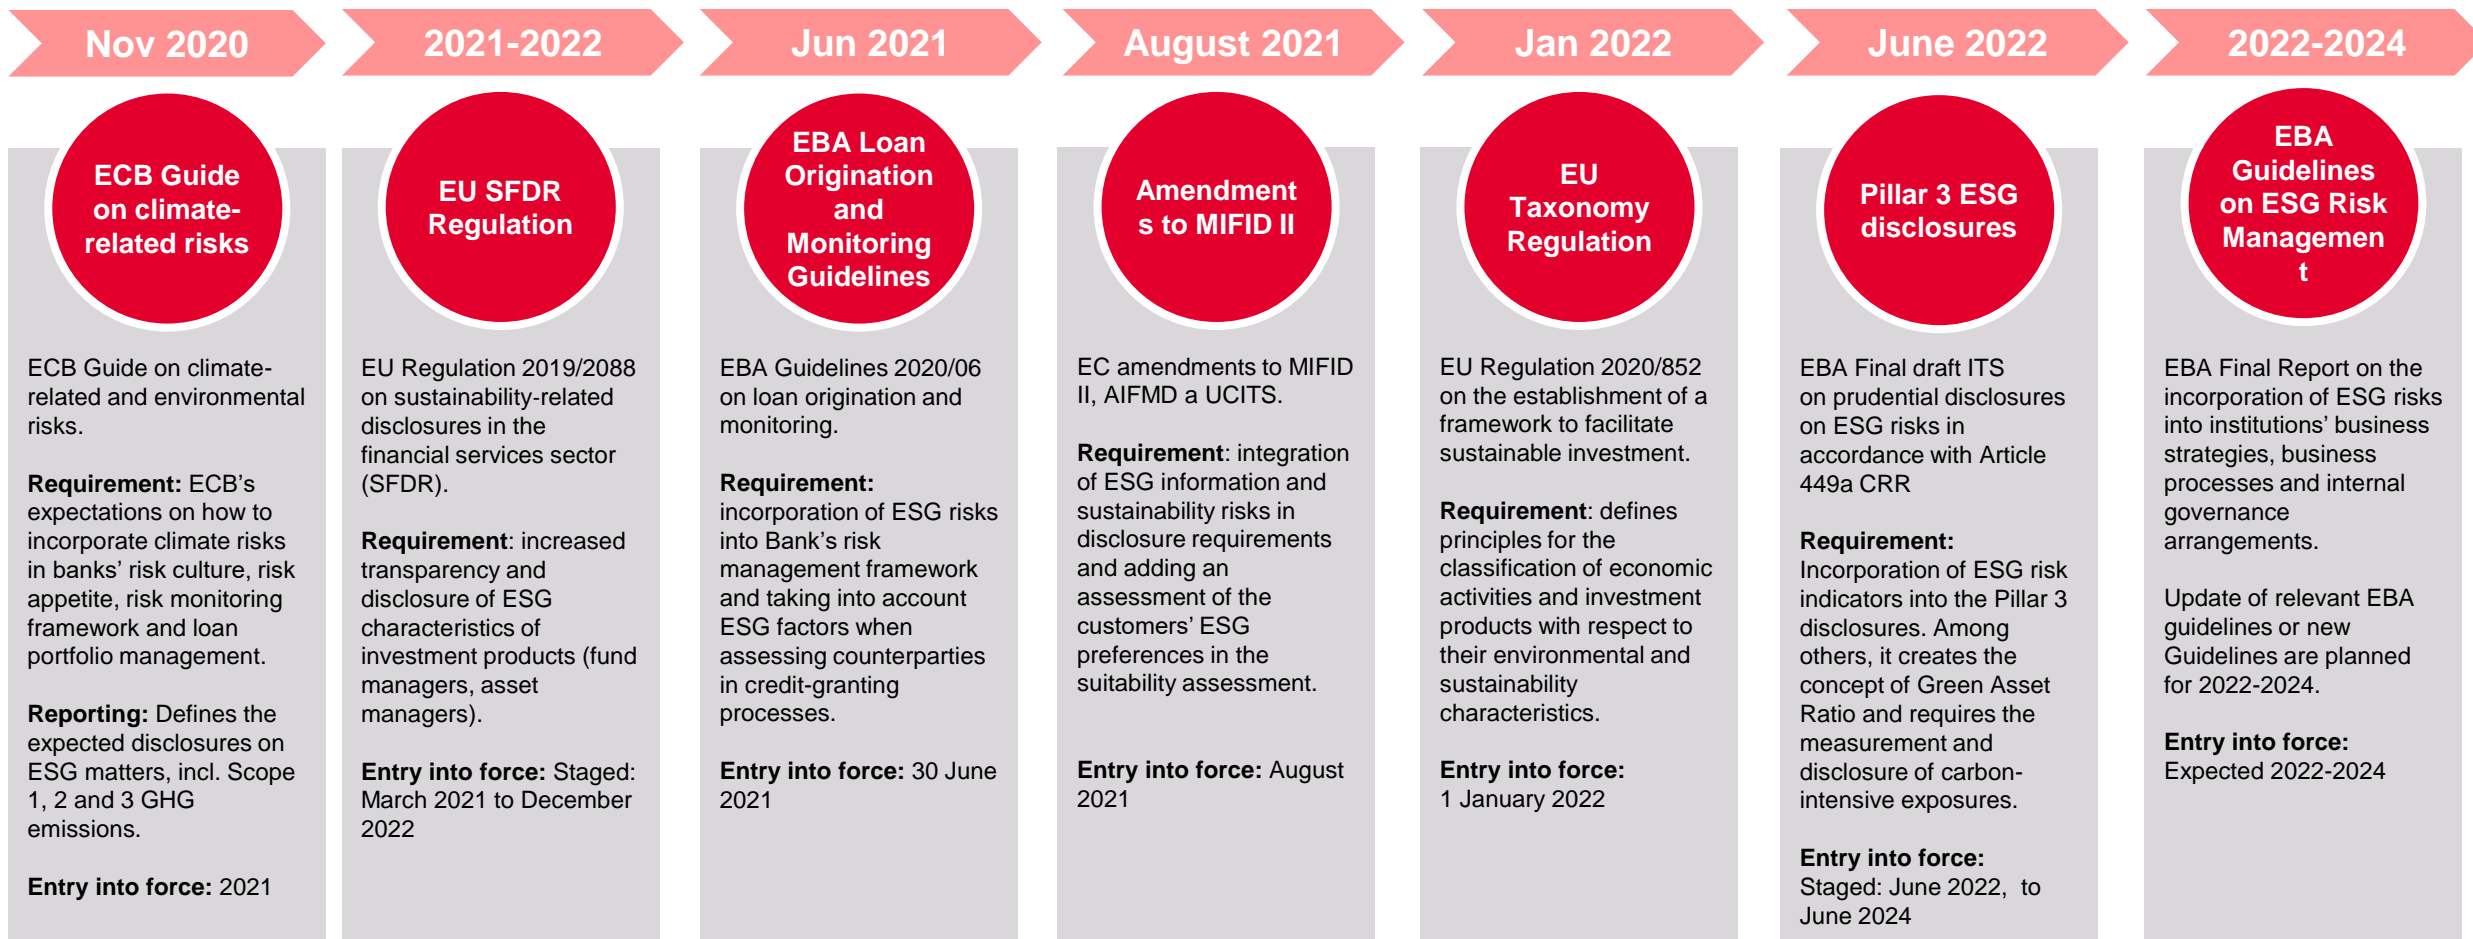 Nov 2020
2021-2022
Jun 2021
August 2021
Jan 2022
June 2022
2022-2024
ECB Guide
on climate-
related risks
ECB Guide on climate-
related and environmental
risks.
Requirement: ECB’s
expectations on how to
incorporate climate risks
in banks’ risk culture, risk
appetite, risk monitoring
framework and loan
portfolio management.
Reporting: Defines the
expected disclosures on
ESG matters, incl. Scope
1, 2 and 3 GHG
emissions.
Entry into force: 2021
EU SFDR
Regulation
EU Regulation 2019/2088
on sustainability-related
disclosures in the
financial services sector
(SFDR).
Requirement: increased
transparency and
disclosure of ESG
characteristics of
investment products (fund
managers, asset
managers).
Entry into force: Staged:
March 2021 to December
2022
EBA Loan
Origination
and
Monitoring
Guidelines
EBA Guidelines 2020/06
on loan origination and
monitoring.
Requirement:
incorporation of ESG risks
into Bank’s risk
management framework
and taking into account
ESG factors when
assessing counterparties
in credit-granting
processes.
Entry into force: 30 June
2021
Amendment
s to MIFID II
EC amendments to MIFID
II, AIFMD a UCITS.
Requirement: integration
of ESG information and
sustainability risks in
disclosure requirements
and adding an
assessment of the
customers’ ESG
preferences in the
suitability assessment.
Entry into force: August
2021
EU
Taxonomy
Regulation
EU Regulation 2020/852
on the establishment of a
framework to facilitate
sustainable investment.
Requirement: defines
principles for the
classification of economic
activities and investment
products with respect to
their environmental and
sustainability
characteristics.
Entry into force:
1 January 2022
Pillar 3 ESG
disclosures
EBA Final draft ITS
on prudential disclosures
on ESG risks in
accordance with Article
449a CRR
Requirement:
Incorporation of ESG risk
indicators into the Pillar 3
disclosures. Among
others, it creates the
concept of Green Asset
Ratio and requires the
measurement and
disclosure of carbon-
intensive exposures.
Entry into force:
Staged: June 2022, to
June 2024
EBA
Guidelines
on ESG Risk
Managemen
t
EBA Final Report on the
incorporation of ESG risks
into institutions’ business
strategies, business
processes and internal
governance
arrangements.
Update of relevant EBA
guidelines or new
Guidelines are planned
for 2022-2024.
Entry into force:
Expected 2022-2024